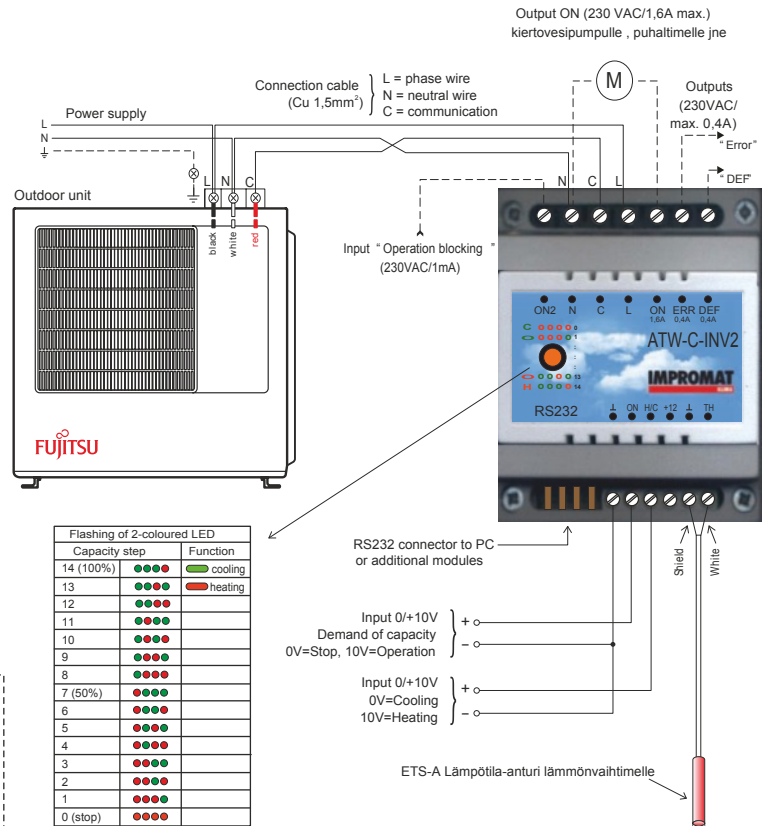 Output ON (230 VAC/1,6A max.)
kiertovesipumpulle , puhaltimelle jne
M
Connection cable
(Cu 1,5mm²)
L = phase wire
N = neutral wire
C = communication
Outputs
(230VAC/
max. 0,4A)
“ Error”
“ DEF”
Power supply
L
N
Outdoor unit
L N C
black
white
red
N C L
Input “ Operation blocking ”
(230VAC/1mA)
ON2 N C L ON ERR DEF
1,6A 0,4A 0,4A
C 0
1
13
H 14
ATW-C-INV2
IMPROMAT
RS232
⊥ ON H/C +12 ⊥ TH
FUJITSU
Flashing of 2-coloured LED
Capacity step Function
14 (100%) cooling
13 heating
12
11
10
9
8
7 (50%)
6
5
4
3
2
1
0 (stop)
RS232 connector to PC
or additional modules
Shield
White
Input 0/+10V
Demand of capacity
0V=Stop, 10V=Operation
+
–
Input 0/+10V
0V=Cooling
10V=Heating
+
–
ETS-A Lämpötila-anturi lämmönvaihtimelle